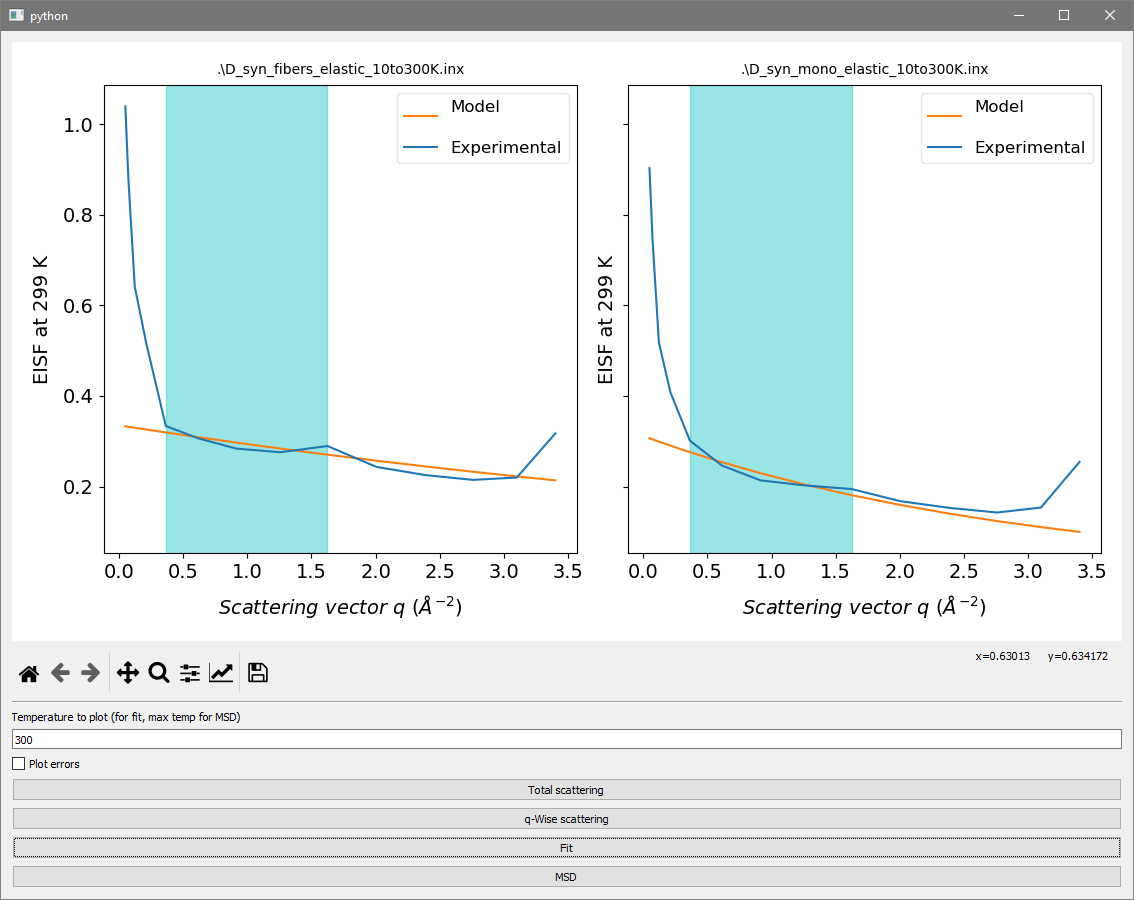 python
.\D_syn_fibers_elastic_10to300K.inx
.\D_syn_mono_elastic_10to300K.inx
Model
Experimental
Model
Experimental
EISF at 299 K
1.0
0.8
0.6
0.4
0.2
0.0 0.5 1.0 1.5 2.0 2.5 3.0 3.5
Scattering vector q (Å⁻²)
EISF at 299 K
0.0 0.5 1.0 1.5 2.0 2.5 3.0 3.5
Scattering vector q (Å⁻²)
x=0.63013 y=0.634172
Temperature to plot (for fit, max temp for MSD)
300
Plot errors
Total scattering
q-Wise scattering
Fit
MSD